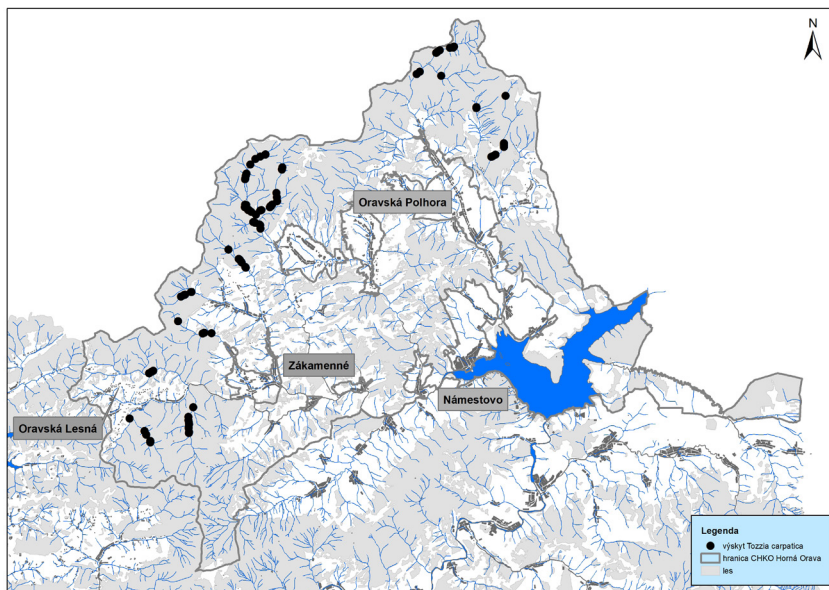 N
Oravská Polhora
Zákamenné
Námestovo
Oravská Lesná
Legenda
výskyt Tozzia carpatica
hranica CHKO Horná Orava
les